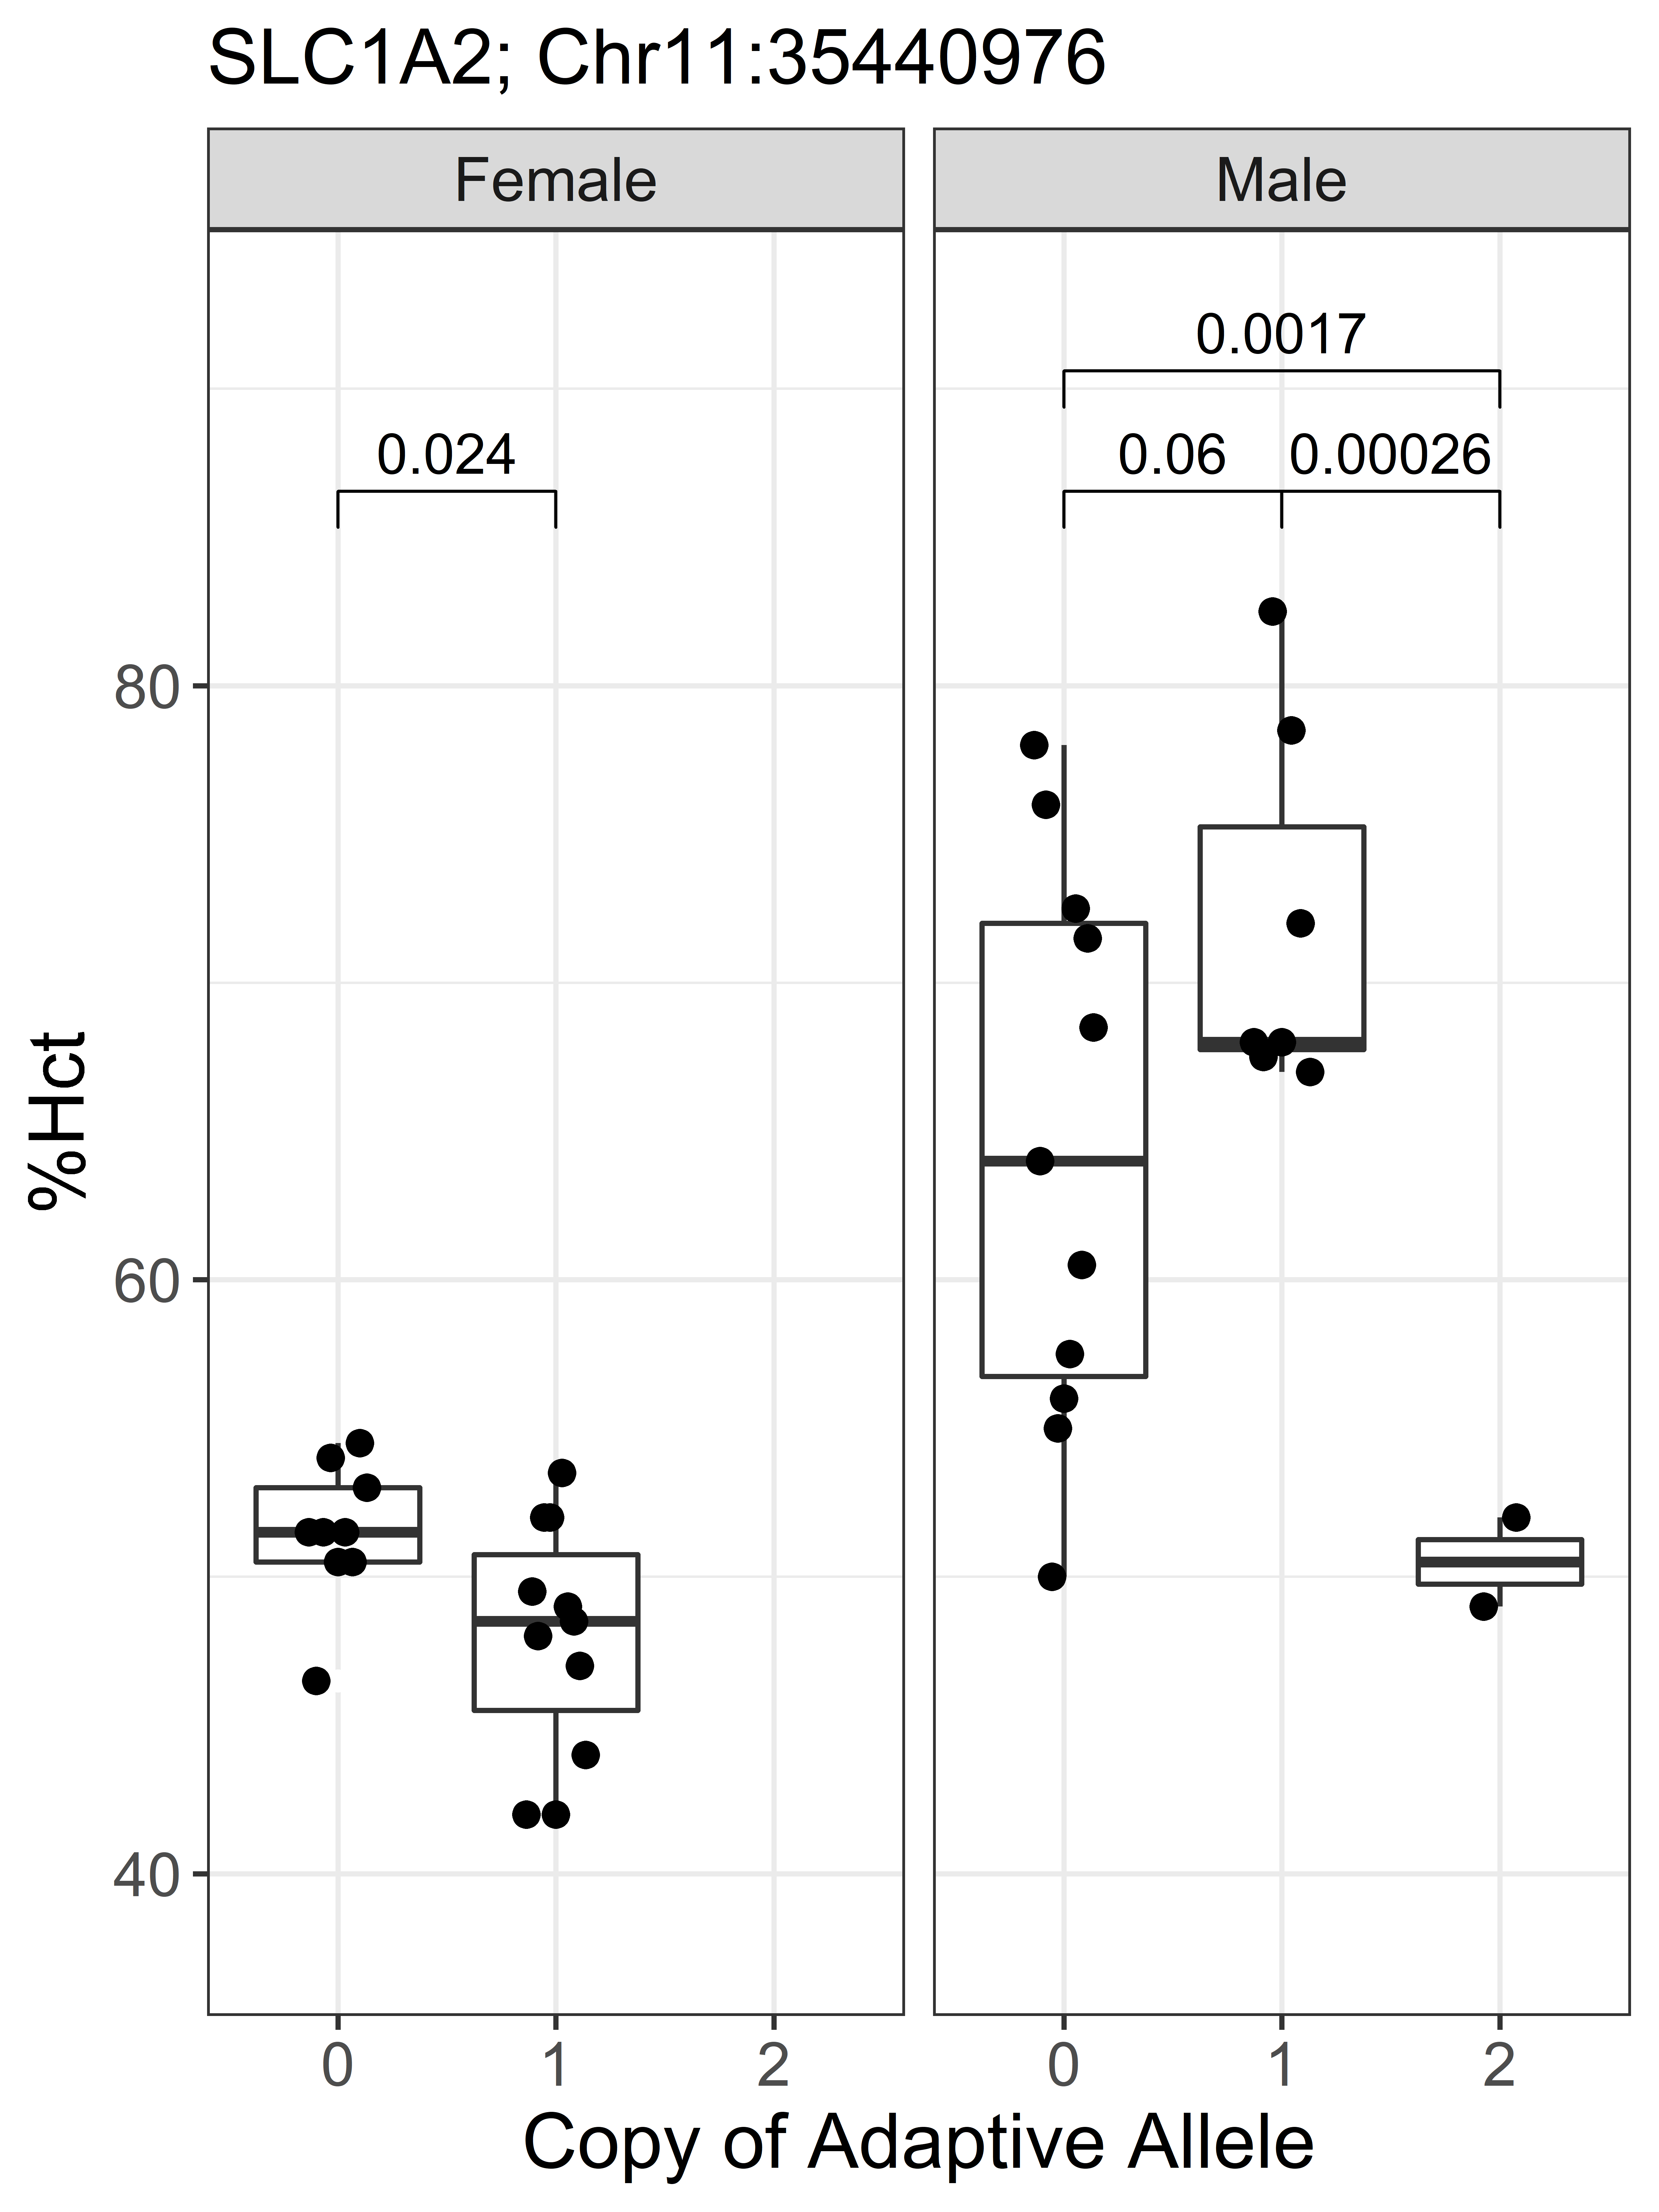 SLC1A2; Chr11:35440976
Female
Male
0.0017
0.024
0.06
0.00026
%Hct
80
60
40
0 1 2
0 1 2
Copy of Adaptive Allele